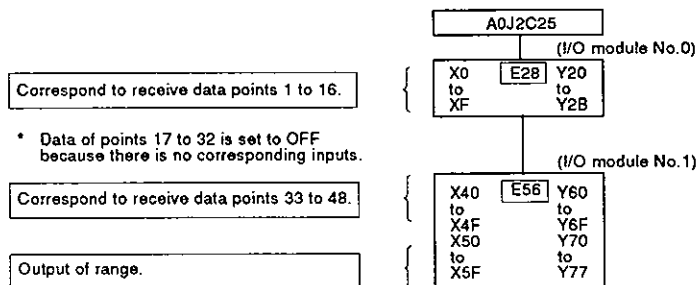 A0J2C25
(I/O module No.0)
Correspond to receive data points 1 to 16.
X0 E28 Y20
to to
XF Y2B
* Data of points 17 to 32 is set to OFF
because there is no corresponding inputs.
(I/O module No.1)
Correspond to receive data points 33 to 48.
X40 E56 Y60
to to
X4F Y6F
X50 Y70
to to
X5F Y77
Output of range.